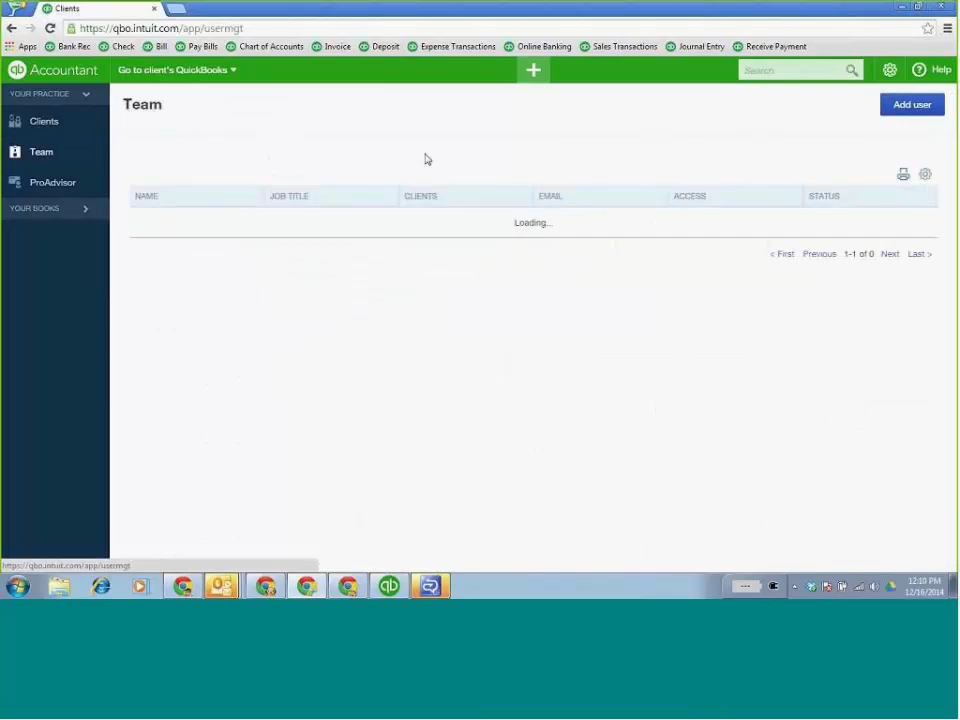 Clients
https://qbo.intuit.com/app/usermgt
Apps Bank Rec Check Bill Pay Bills Chart of Accounts Invoice Deposit Expense Transactions Online Banking Sales Transactions Journal Entry Receive Payment
qb Accountant Go to client's QuickBooks Search Help
YOUR PRACTICE
Team
Add user
Clients
Team
ProAdvisor
YOUR BOOKS
NAME JOB TITLE CLIENTS EMAIL ACCESS STATUS
Loading...
< First Previous 1-1 of 0 Next Last >
https://qbo.intuit.com/app/usermgt
12:10 PM
12/16/2014